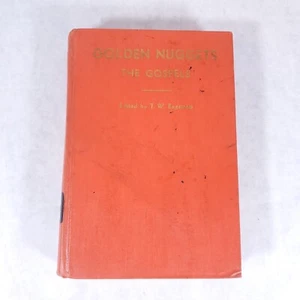 GOLDEN NUGGETS
THE GOSPELS
Edited by T. W.